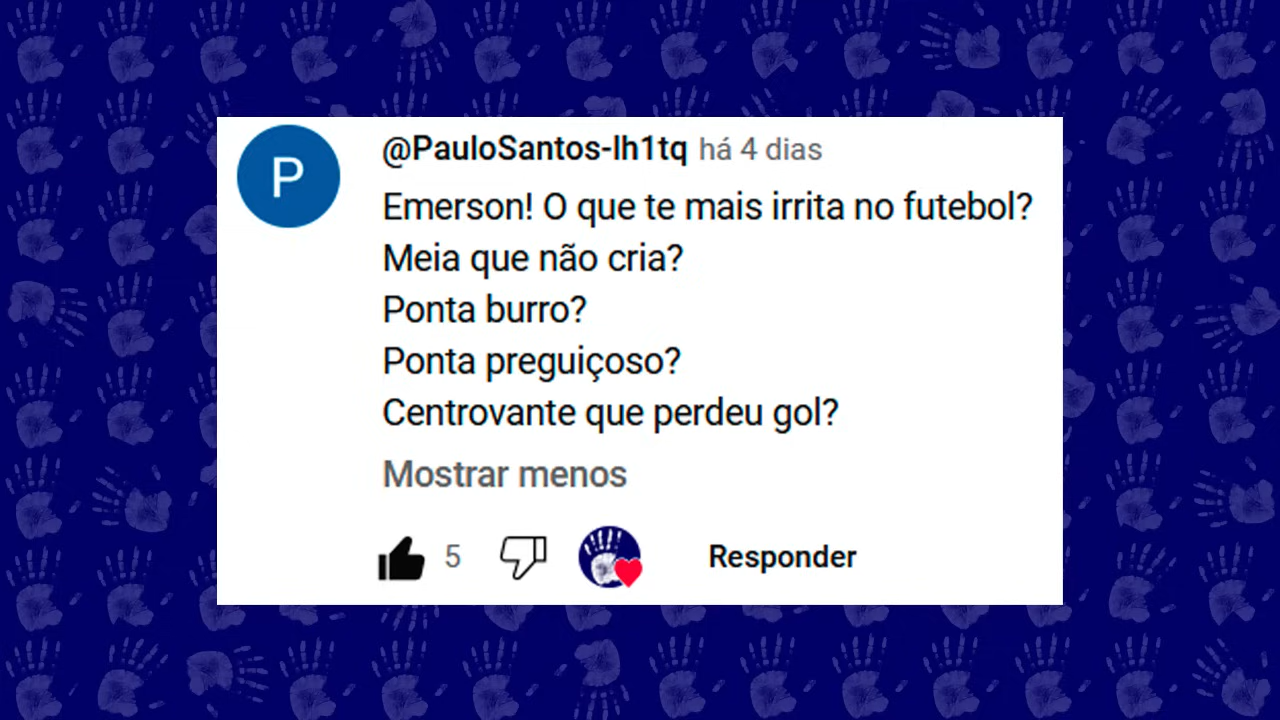 P
@PauloSantos-lh1tq há 4 dias
Emerson! O que te mais irrita no futebol?
Meia que não cria?
Ponta burro?
Ponta preguiçoso?
Centrovante que perdeu gol?
Mostrar menos
5
Responder